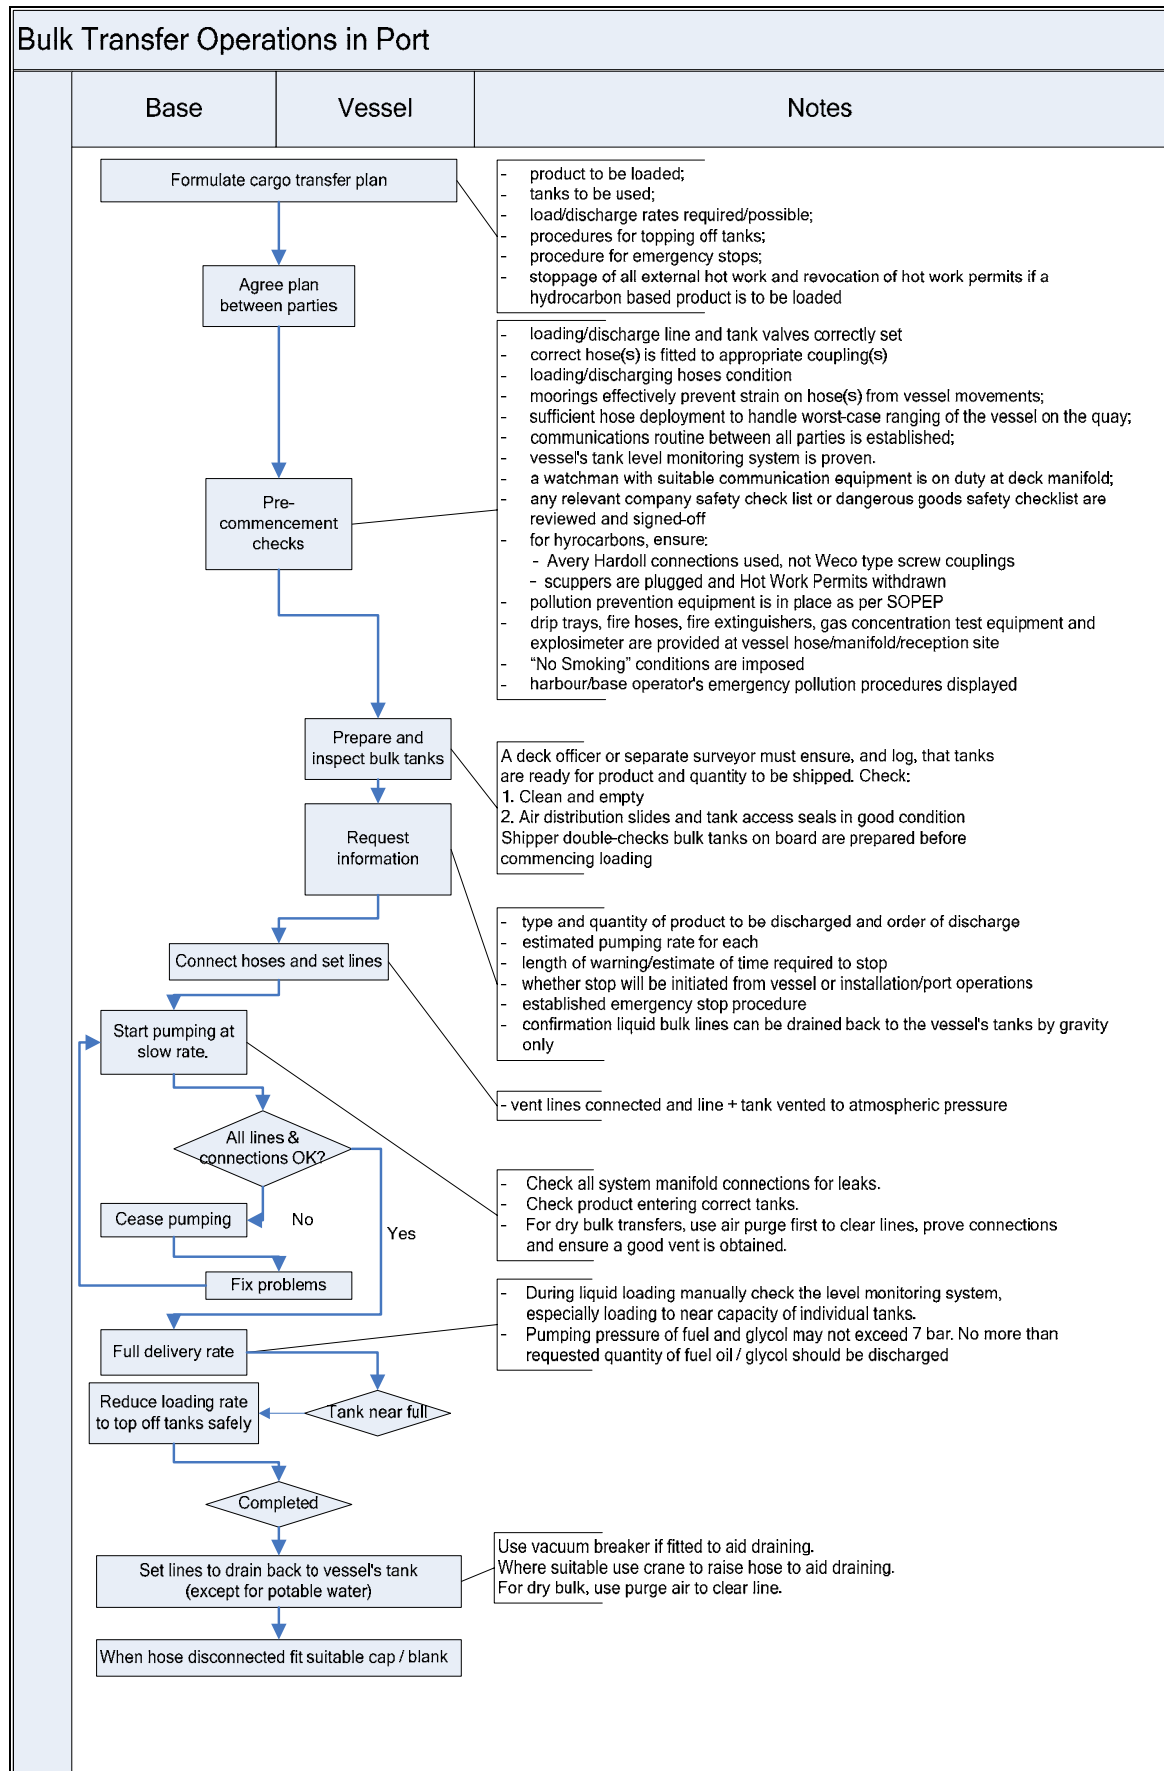 Bulk Transfer Operations in Port
Base
Vessel
Notes
Formulate cargo transfer plan
- product to be loaded;
- tanks to be used;
- load/discharge rates required/possible;
- procedures for topping off tanks;
- procedure for emergency stops;
- stoppage of all external hot work and revocation of hot work permits if a
hydrocarbon based product is to be loaded
Agree plan
between parties
- loading/discharge line and tank valves correctly set
- correct hose(s) is fitted to appropriate coupling(s)
- loading/discharging hoses condition
- moorings effectively prevent strain on hose(s) from vessel movements;
- sufficient hose deployment to handle worst-case ranging of the vessel on the quay;
- communications routine between all parties is established;
- vessel's tank level monitoring system is proven.
- a watchman with suitable communication equipment is on duty at deck manifold;
- any relevant company safety check list or dangerous goods safety checklist are
reviewed and signed-off
- for hyrocarbons, ensure:
- Avery Hardoll connections used, not Weco type screw couplings
- scuppers are plugged and Hot Work Permits withdrawn
- pollution prevention equipment is in place as per SOPEP
- drip trays, fire hoses, fire extinguishers, gas concentration test equipment and
explosimeter are provided at vessel hose/manifold/reception site
- "No Smoking" conditions are imposed
- harbour/base operator's emergency pollution procedures displayed
Pre-
commencement
checks
Prepare and
inspect bulk tanks
A deck officer or separate surveyor must ensure, and log, that tanks
are ready for product and quantity to be shipped. Check:
1. Clean and empty
2. Air distribution slides and tank access seals in good condition
Shipper double-checks bulk tanks on board are prepared before
commencing loading
Request
information
- type and quantity of product to be discharged and order of discharge
- estimated pumping rate for each
- length of warning/estimate of time required to stop
- whether stop will be initiated from vessel or installation/port operations
- established emergency stop procedure
- confirmation liquid bulk lines can be drained back to the vessel's tanks by gravity
only
Connect hoses and set lines
- vent lines connected and line + tank vented to atmospheric pressure
Start pumping at
slow rate.
- Check all system manifold connections for leaks.
- Check product entering correct tanks.
- For dry bulk transfers, use air purge first to clear lines, prove connections
and ensure a good vent is obtained.
All lines &
connections OK?
Cease pumping
No
Yes
Fix problems
- During liquid loading manually check the level monitoring system,
especially loading to near capacity of individual tanks.
- Pumping pressure of fuel and glycol may not exceed 7 bar. No more than
requested quantity of fuel oil / glycol should be discharged
Full delivery rate
Reduce loading rate
to top off tanks safely
Tank near full
Completed
Set lines to drain back to vessel's tank
(except for potable water)
Use vacuum breaker if fitted to aid draining.
Where suitable use crane to raise hose to aid draining.
For dry bulk, use purge air to clear line.
When hose disconnected fit suitable cap / blank